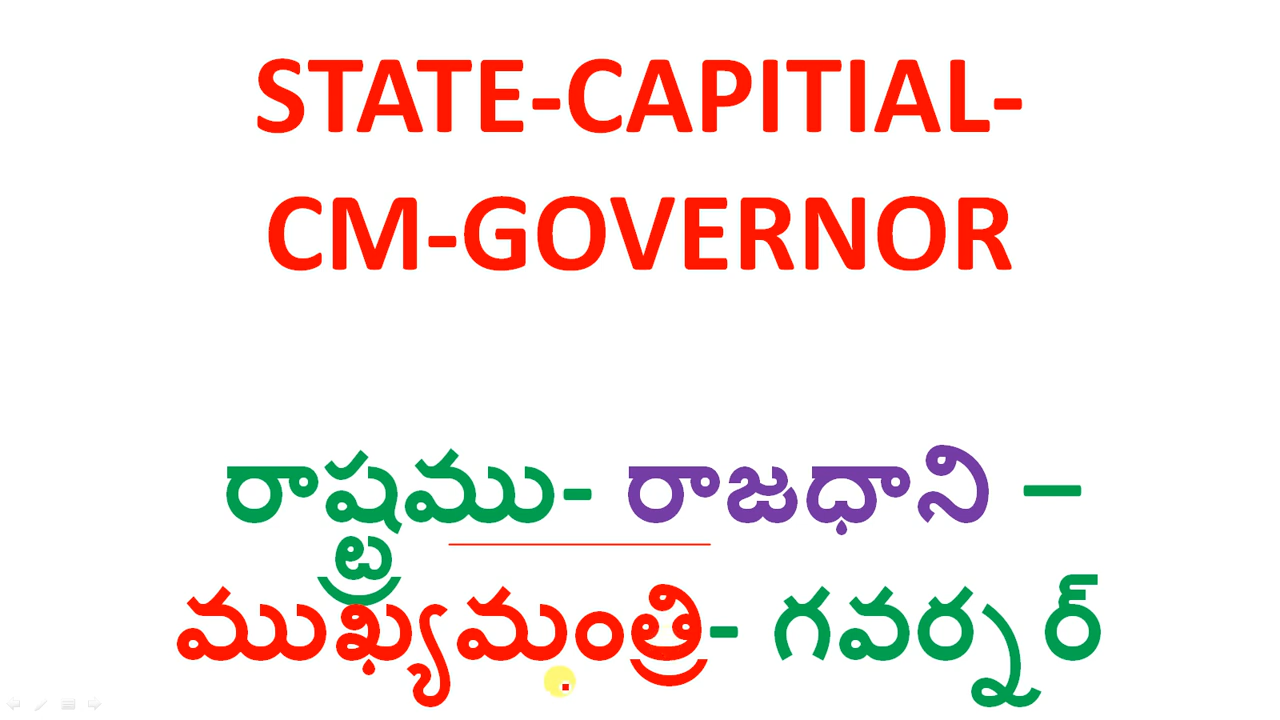 STATE-CAPITIAL-
CM-GOVERNOR
రాష్ట్రము- రాజధాని –
ముఖ్యమంత్రి- గవర్నర్